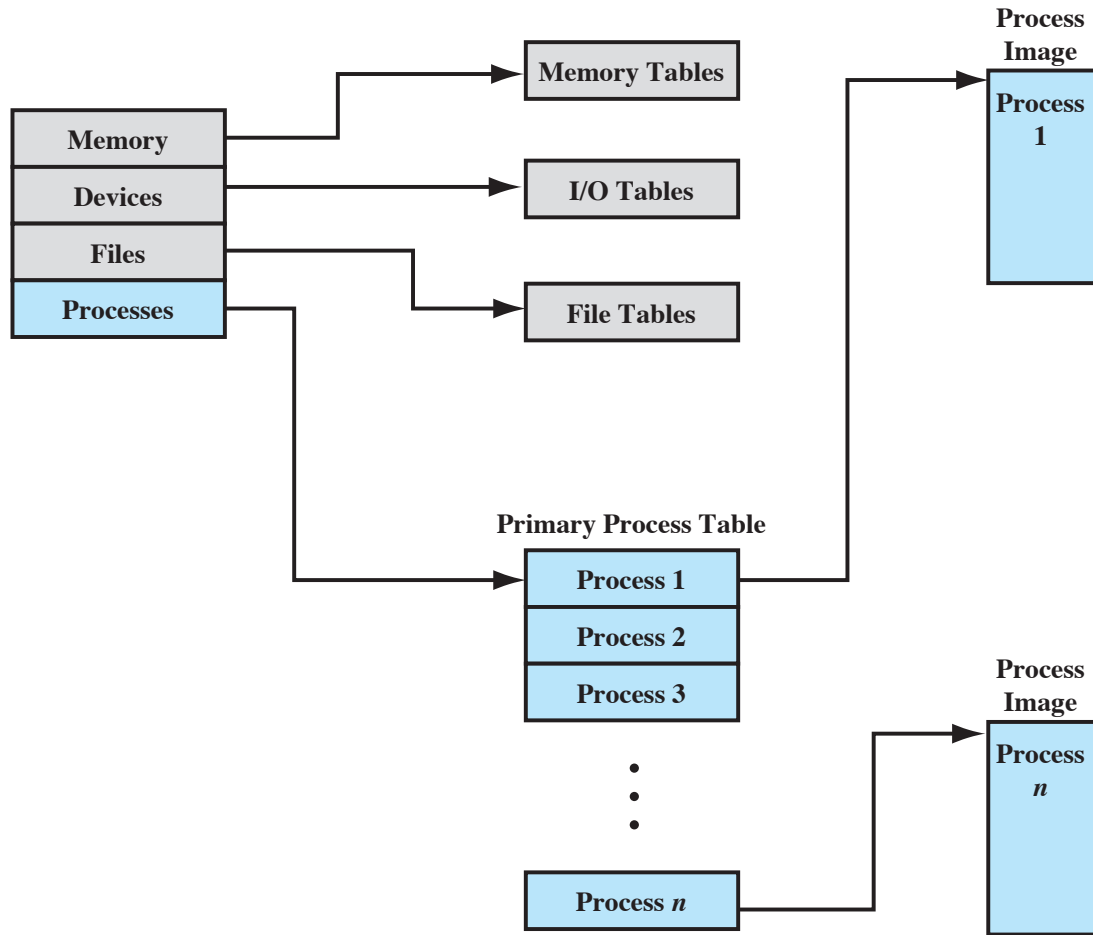 Memory
Devices
Files
Processes
Memory Tables
I/O Tables
File Tables
Primary Process Table
Process 1
Process 2
Process 3
Process n
Process
Image
Process
1
Process
Image
Process
n